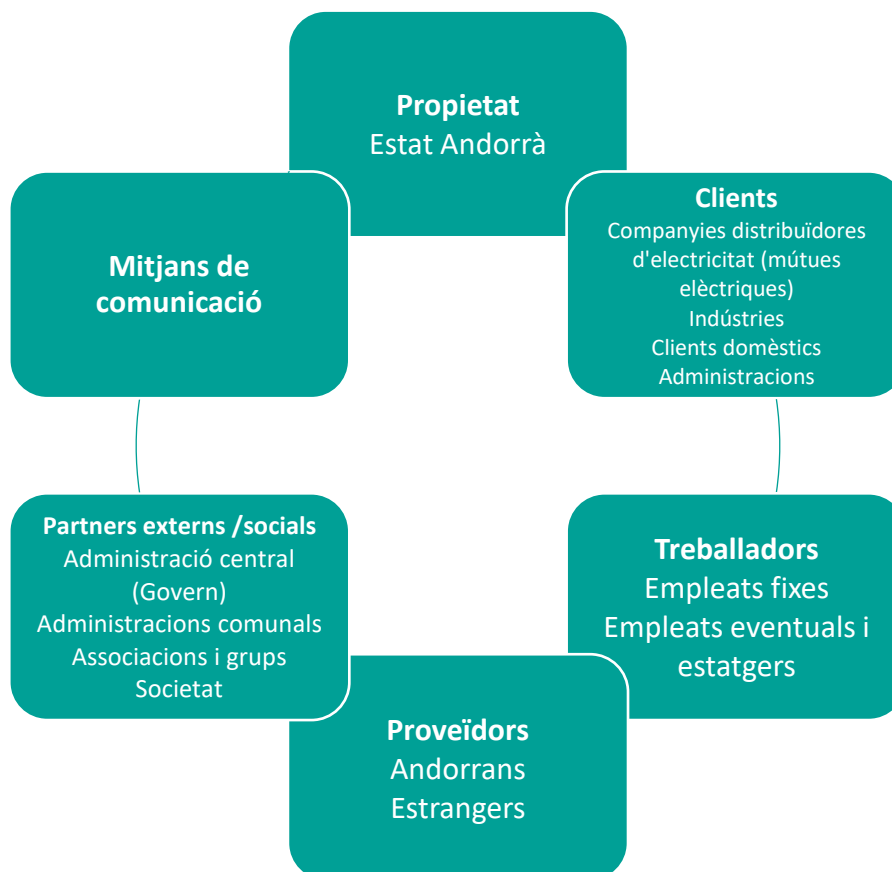 Propietat
Estat Andorrà
Clients
Companyies distribuïdores
d'electricitat (mútues
elèctriques)
Indústries
Clients domèstics
Administracions
Mitjans de
comunicació
Partners externs /socials
Administració central
(Govern)
Administracions comunals
Associacions i grups
Societat
Treballadors
Empleats fixes
Empleats eventuals i
estatgers
Proveïdors
Andorrans
Estrangers